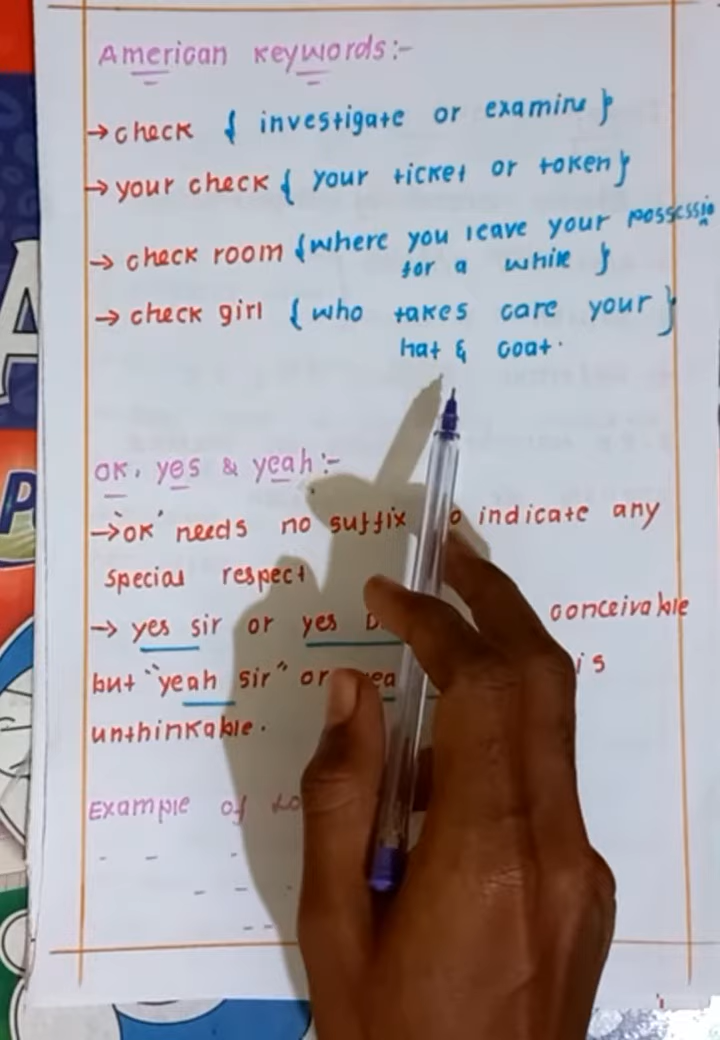 American Keywords:-
→ check { investigate or examine }
→ your check { your ticket or token }
→ check room { where you leave your possessio
for a while }
→ check girl { who takes care your }
hat & coat.
OK, yes & yeah:-
→ 'OK' needs no suffix indicate any
special respect
→ yes sir or yes conceivable
but "yeah sir" or is
unthinkable.
Example of